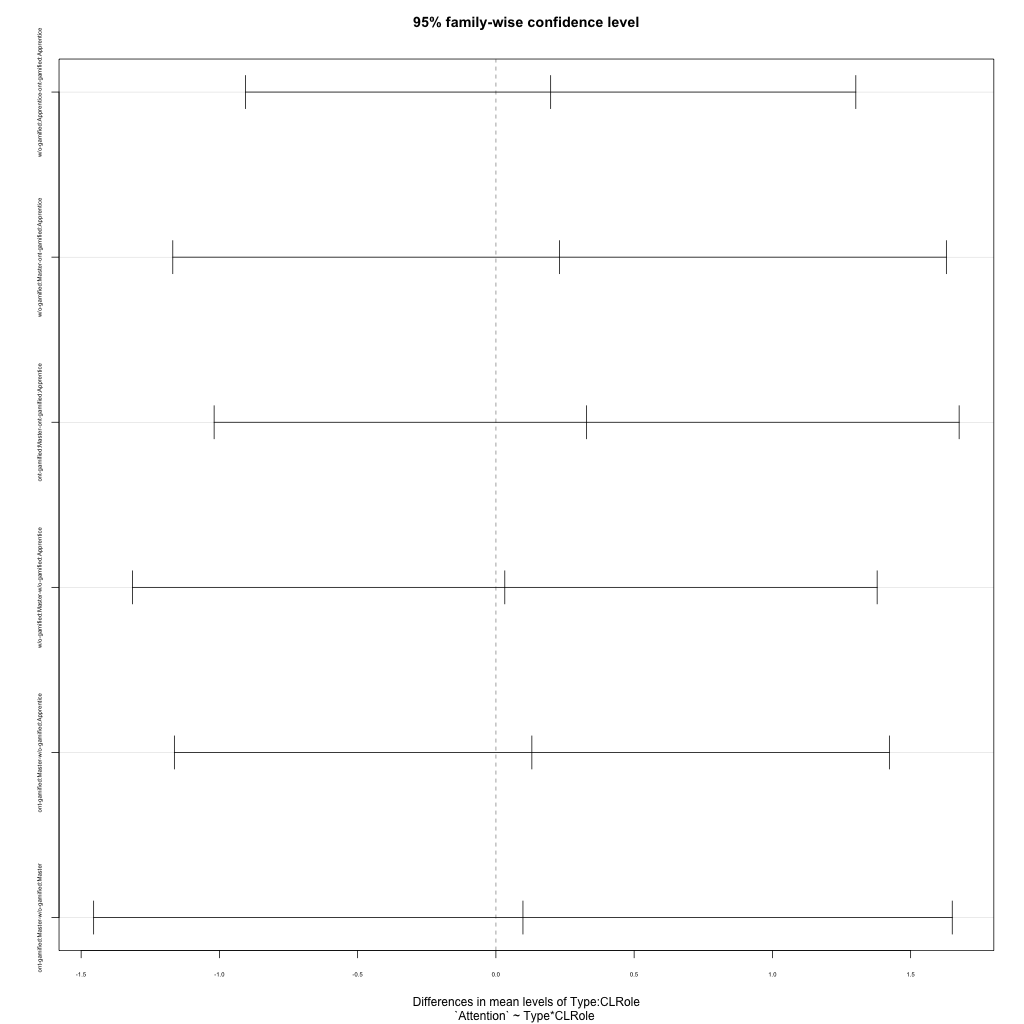 95% family-wise confidence level
w/o-gamified:Apprentice-ont-gamified:Apprentice
w/o-gamified:Master-ont-gamified:Apprentice
ont-gamified:Master-ont-gamified:Apprentice
w/o-gamified:Master-w/o-gamified:Apprentice
ont-gamified:Master-w/o-gamified:Apprentice
ont-gamified:Master-w/o-gamified:Master
-1.5 -1.0 -0.5 0.0 0.5 1.0 1.5
Differences in mean levels of Type:CLRole
`Attention` ~ Type*CLRole